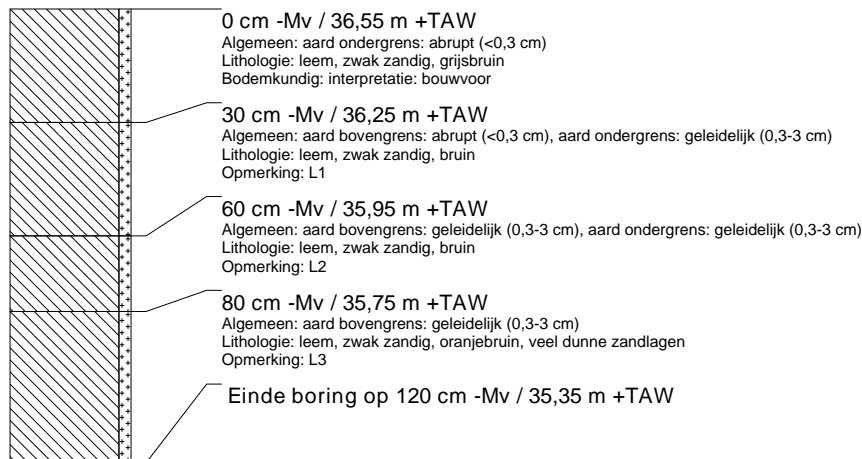 0 cm -Mv / 36,55 m +TAW
Algemeen: aard ondergrens: abrupt (<0,3 cm)
Lithologie: leem, zwak zandig, grijsbruin
Bodemkundig: interpretatie: bouwvoor
30 cm -Mv / 36,25 m +TAW
Algemeen: aard bovengrens: abrupt (<0,3 cm), aard ondergrens: geleidelijk (0,3-3 cm)
Lithologie: leem, zwak zandig, bruin
Opmerking: L1
60 cm -Mv / 35,95 m +TAW
Algemeen: aard bovengrens: geleidelijk (0,3-3 cm), aard ondergrens: geleidelijk (0,3-3 cm)
Lithologie: leem, zwak zandig, bruin
Opmerking: L2
80 cm -Mv / 35,75 m +TAW
Algemeen: aard bovengrens: geleidelijk (0,3-3 cm)
Lithologie: leem, zwak zandig, oranjebruin, veel dunne zandlagen
Opmerking: L3
Einde boring op 120 cm -Mv / 35,35 m +TAW